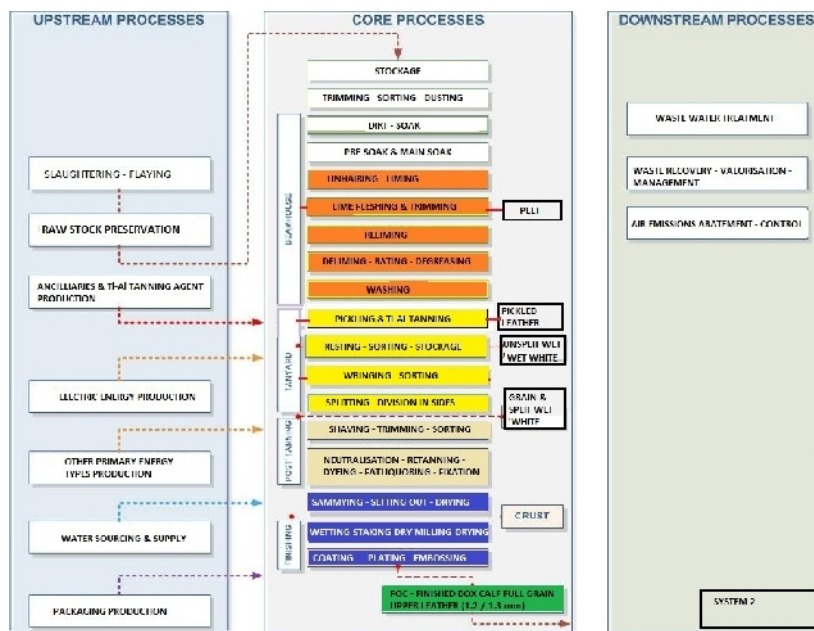 UPSTREAM PROCESSES
SLAUGHTERING - FLAYING
RAW STOCK PRESERVATION
ANCILLIARIES & TI-AI TANNING AGENT
PRODUCTION
ELECTRIC ENERGY PRODUCTION
OTHER PRIMARY ENERGY
TYPES PRODUCTION
WATER SOURCING & SUPPLY
PACKAGING PRODUCTION
CORE PROCESSES
STOCKAGE
TRIMMING SORTING DUSTING
DIRT - SOAK
PRE SOAK & MAIN SOAK
UNHAIRING LIMING
LIME FLESHING & TRIMMING
RELIMING
DELIMING - BATING - DEGREASING
WASHING
PICKLING & TI AI TANNING
RESTING - SORTING - STOCKAGE
WRINGING SORTING
SPLITTING DIVISION IN SIDES
SHAVING - TRIMMING - SORTING
NEUTRALISATION - RETANNING -
DYEING - FATLIQUORING - FIXATION
SAMMYING - SETTING OUT - DRYING
WETTING STAKING DRY MILLING DRYING
COATING PLATING EMBOSSING
BEAMHOUSE
TANYARD
POST TANNING
FINISHING
PELT
PICKLED
LEATHER
UNSPLIT WET
WET WHITE
GRAIN &
SPLIT WET
WHITE
CRUST
FOC - FINISHED BOX CALF FULL GRAIN
UPPER LEATHER (1.2 / 1.3 mm)
DOWNSTREAM PROCESSES
WASTE WATER TREATMENT
WASTE RECOVERY - VALORISATION -
MANAGEMENT
AIR EMISSIONS ABATEMENT - CONTROL
SYSTEM 2